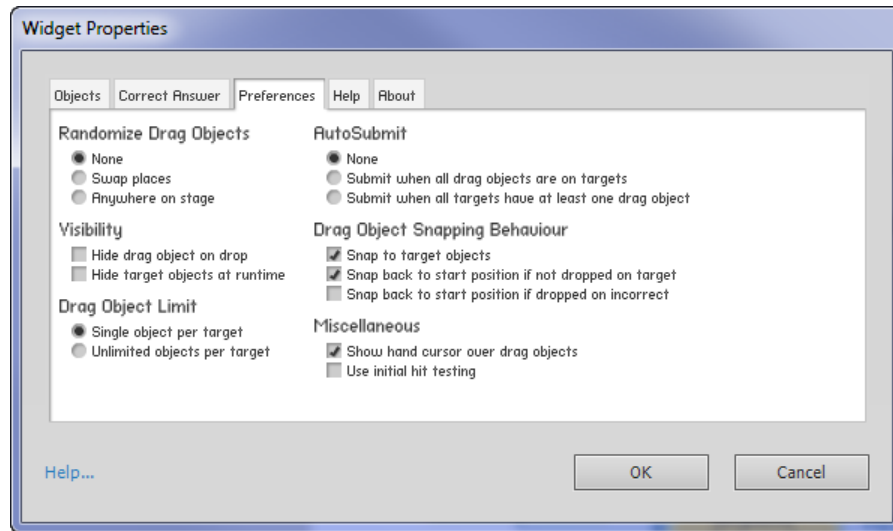 Widget Properties
Objects
Correct Answer
Preferences
Help
About
Randomize Drag Objects
None
Swap places
Anywhere on stage
Visibility
Hide drag object on drop
Hide target objects at runtime
Drag Object Limit
Single object per target
Unlimited objects per target
AutoSubmit
None
Submit when all drag objects are on targets
Submit when all targets have at least one drag object
Drag Object Snapping Behaviour
Snap to target objects
Snap back to start position if not dropped on target
Snap back to start position if dropped on incorrect
Miscellaneous
Show hand cursor over drag objects
Use initial hit testing
Help...
OK
Cancel